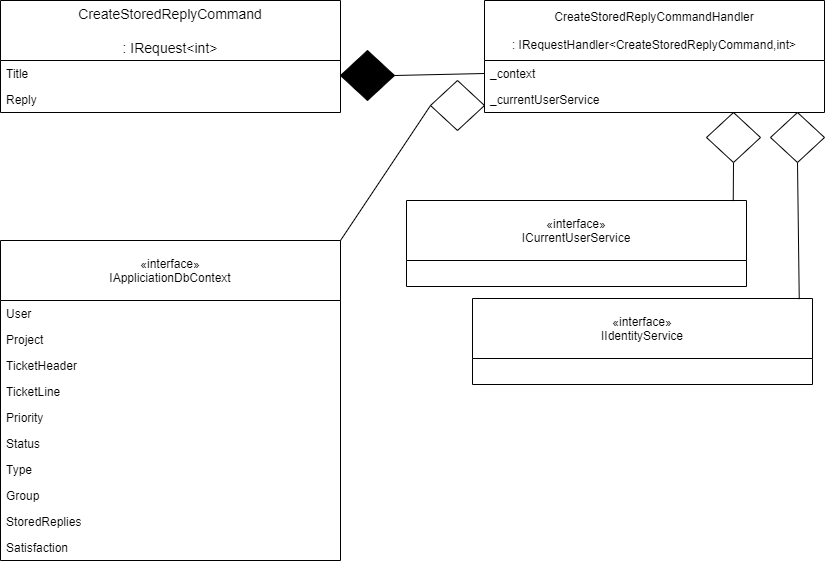 CreateStoredReplyCommand
: IRequest<int>
Title
Reply
CreateStoredReplyCommandHandler
: IRequestHandler<CreateStoredReplyCommand,int>
_context
_currentUserService
«interface»
ICurrentUserService
«interface»
IIdentityService
«interface»
IAppliciationDbContext
User
Project
TicketHeader
TicketLine
Priority
Status
Type
Group
StoredReplies
Satisfaction